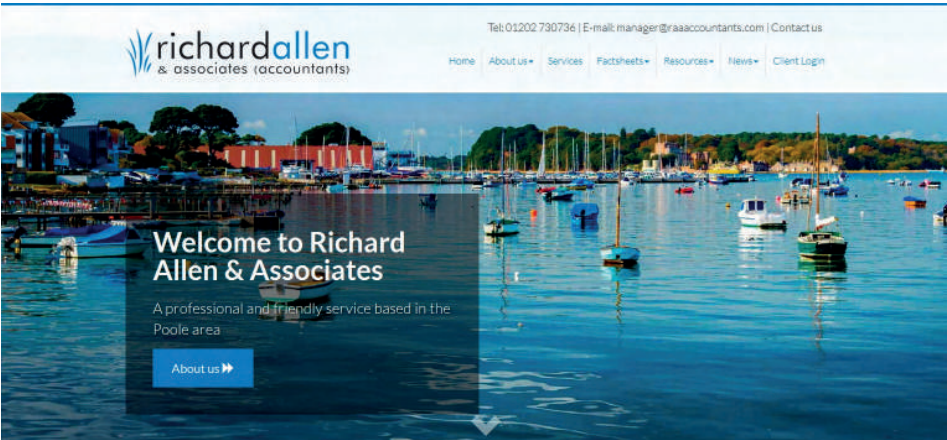 Tel: 01202 730736 | E-mail: manager@raaaccountants.com | Contact us
richardallen
& associates (accountants)
Home About us Services Factsheets Resources News Client Login
Welcome to Richard
Allen & Associates
A professional and friendly service based in the
Poole area
About us